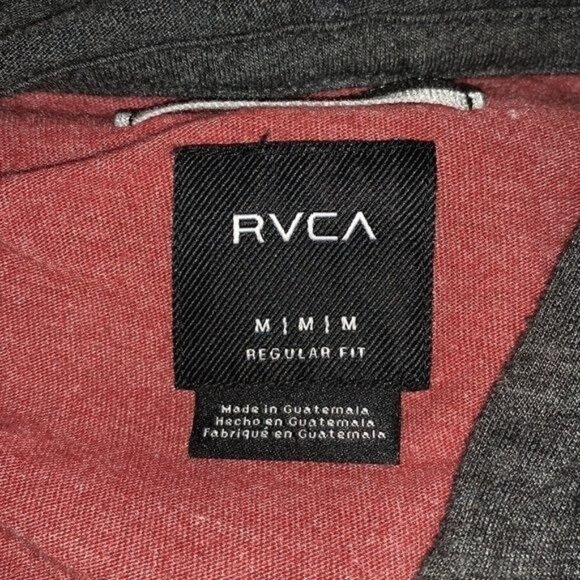 RVCA
M | M | M
REGULAR FIT
Made in Guatemala
Hecho en Guatemala
Fabriqué en Guatemala